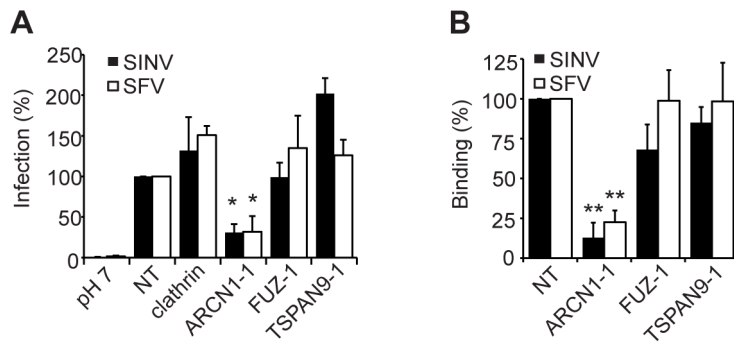 A
SINV
SFV
Infection (%)
250
200
150
100
50
0
* *
pH 7
NT
clathrin
ARCN1-1
FUZ-1
TSPAN9-1
B
SINV
SFV
Binding (%)
125
100
75
50
25
0
** **
NT
ARCN1-1
FUZ-1
TSPAN9-1